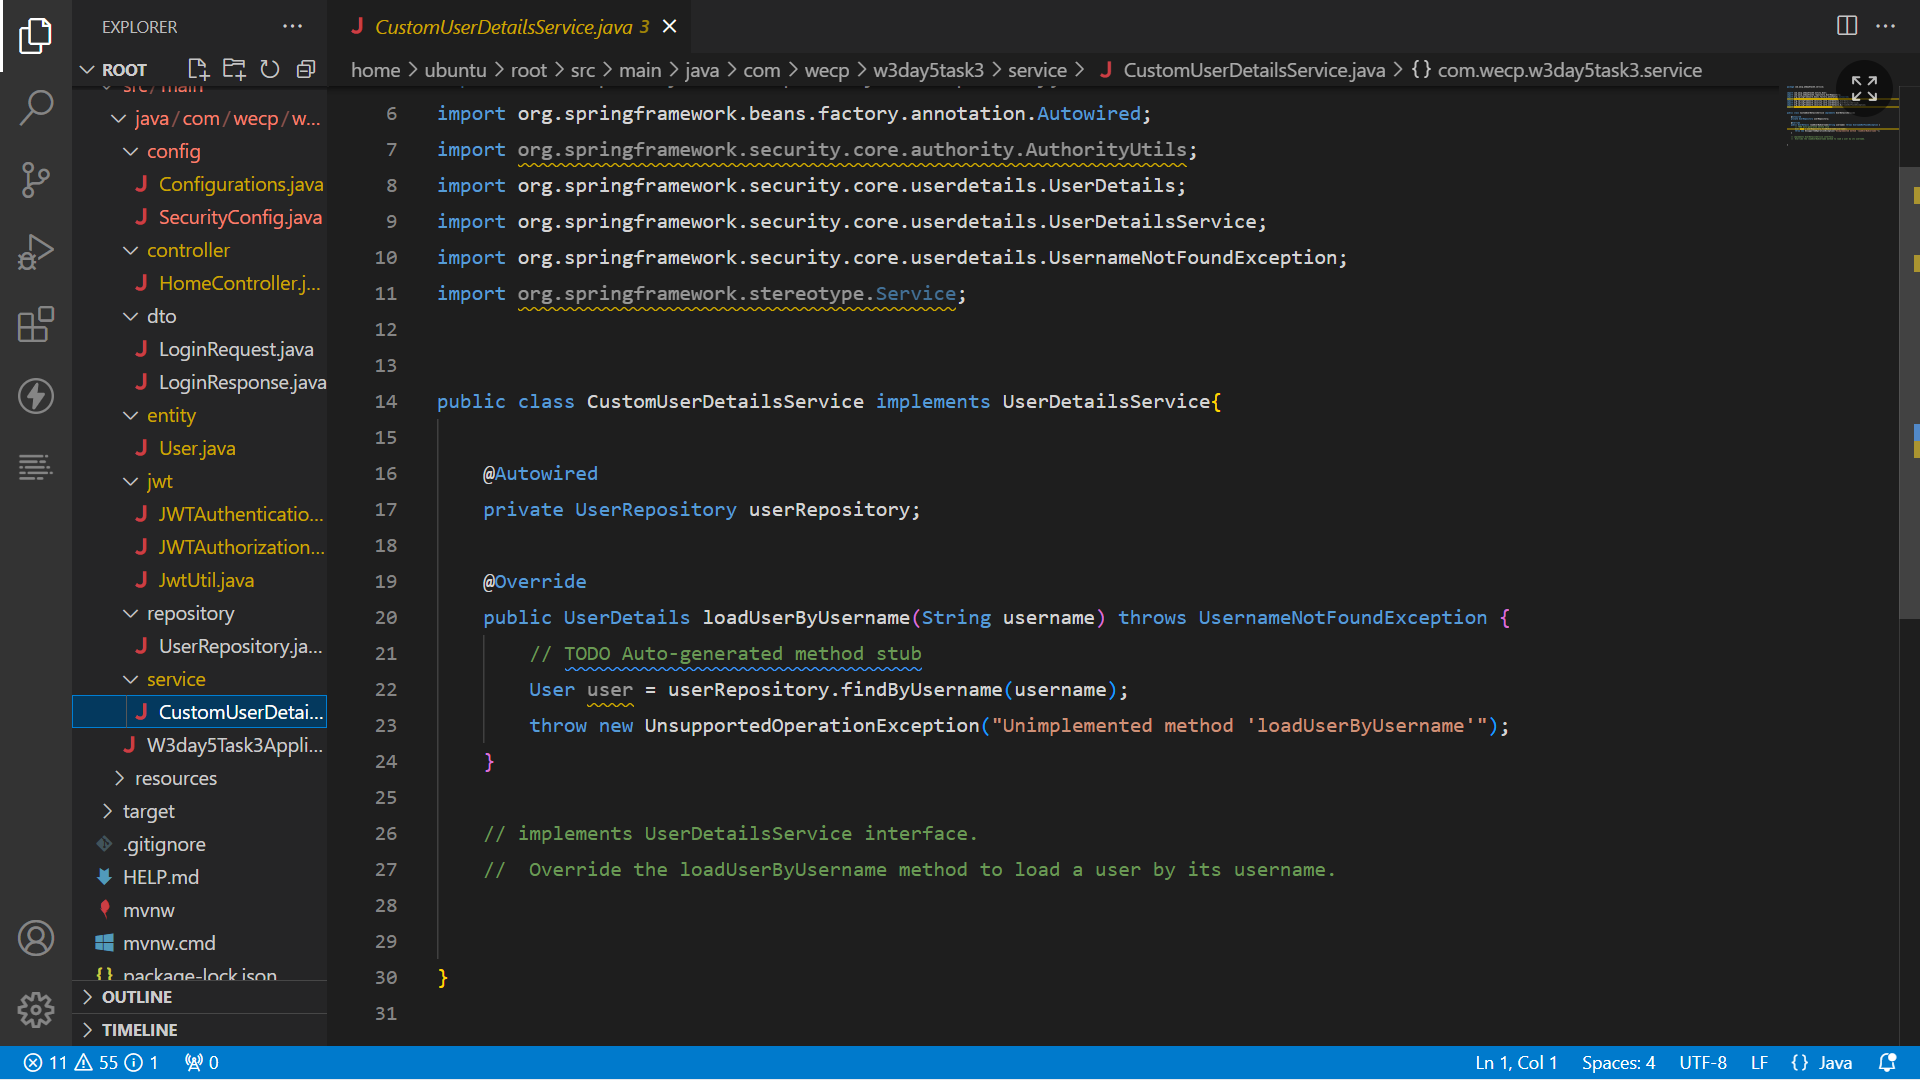 EXPLORER
ROOT
src/main
java/com/wecp/w...
config
Configurations.java
SecurityConfig.java
controller
HomeController.j...
dto
LoginRequest.java
LoginResponse.java
entity
User.java
jwt
JWTAuthenticatio...
JWTAuthorization...
JwtUtil.java
repository
UserRepository.ja...
service
CustomUserDetai...
W3day5Task3Appli...
resources
target
.gitignore
HELP.md
mvnw
mvnw.cmd
package-lock.json
OUTLINE
TIMELINE
CustomUserDetailsService.java 3
home > ubuntu > root > src > main > java > com > wecp > w3day5task3 > service > CustomUserDetailsService.java > {} com.wecp.w3day5task3.service
6 import org.springframework.beans.factory.annotation.Autowired;
7 import org.springframework.security.core.authority.AuthorityUtils;
8 import org.springframework.security.core.userdetails.UserDetails;
9 import org.springframework.security.core.userdetails.UserDetailsService;
10 import org.springframework.security.core.userdetails.UsernameNotFoundException;
11 import org.springframework.stereotype.Service;
12
13
14 public class CustomUserDetailsService implements UserDetailsService{
15
16 @Autowired
17 private UserRepository userRepository;
18
19 @Override
20 public UserDetails loadUserByUsername(String username) throws UsernameNotFoundException {
21 // TODO Auto-generated method stub
22 User user = userRepository.findByUsername(username);
23 throw new UnsupportedOperationException("Unimplemented method 'loadUserByUsername'");
24 }
25
26 // implements UserDetailsService interface.
27 //  Override the loadUserByUsername method to load a user by its username.
28
29
30 }
31
11 55 1 0
Ln 1, Col 1 Spaces: 4 UTF-8 LF {} Java